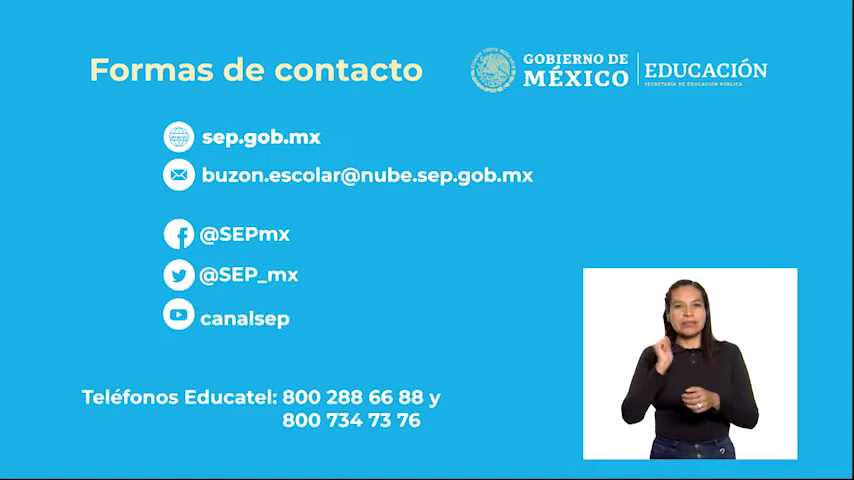 Formas de contacto
GOBIERNO DE
MÉXICO
EDUCACIÓN
SECRETARÍA DE EDUCACIÓN PÚBLICA
sep.gob.mx
buzon.escolar@nube.sep.gob.mx
@SEPmx
@SEP_mx
canalsep
Teléfonos Educatel: 800 288 66 88 y
800 734 73 76